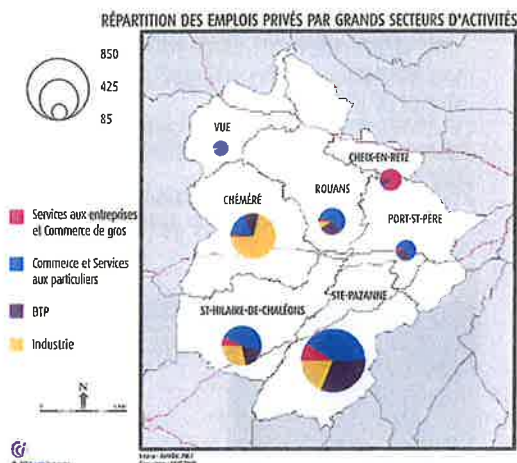 RÉPARTITION DES EMPLOIS PRIVÉS PAR GRANDS SECTEURS D'ACTIVITÉS
850
425
85
VUE
CHEIX-EN-RETZ
ROUANS
CHÉMÉRÉ
PORT-ST-PÈRE
Services aux entreprises
et Commerce de gros
Commerce et Services
aux particuliers
BTP
Industrie
ST-HILAIRE-DE-CHALÉONS
STE-PAZANNE
N